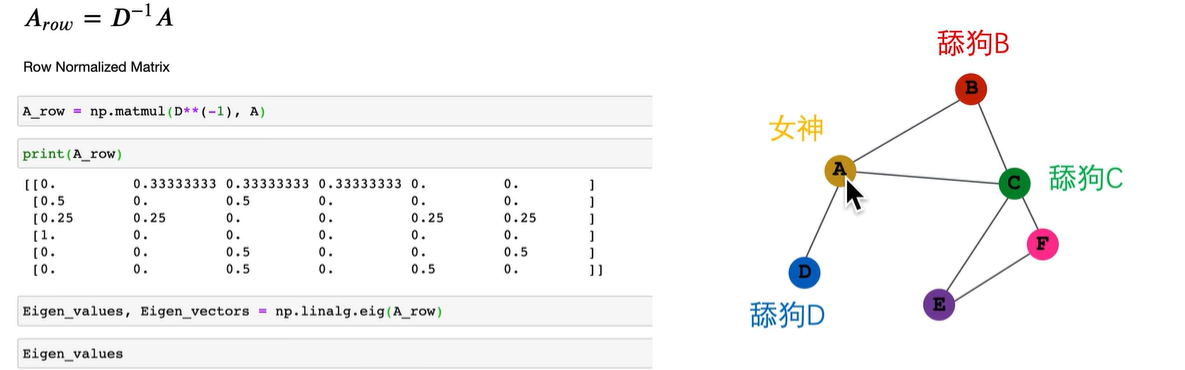 A_row = D^{-1} A
Row Normalized Matrix
A_row = np.matmul(D**(-1), A)
print(A_row)
[[0. 0.33333333 0.33333333 0.33333333 0. 0. ]
[0.5 0. 0.5 0. 0. 0. ]
[0.25 0.25 0. 0. 0.25 0.25 ]
[1. 0. 0. 0. 0. 0. ]
[0. 0. 0.5 0. 0. 0.5 ]
[0. 0. 0.5 0. 0.5 0. ]]
Eigen_values, Eigen_vectors = np.linalg.eig(A_row)
Eigen_values
舔狗B
B
女神
A
C
舔狗C
F
D
舔狗D
E